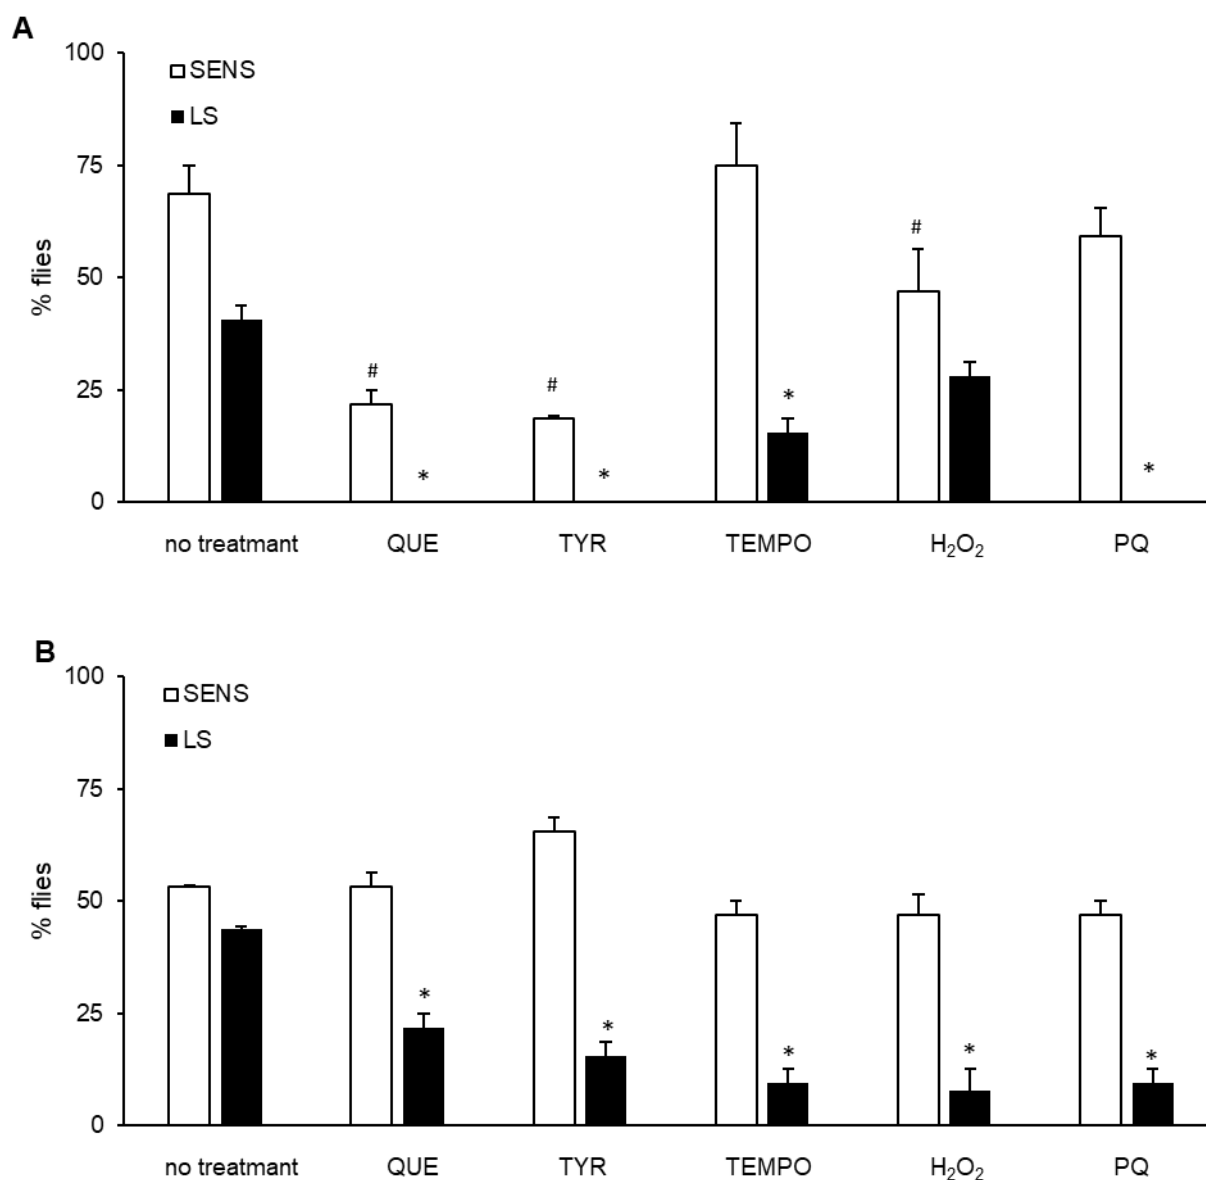 A
100
SENS
LS
75
#
50
% flies
#
#
25
*
*
*
*
0
no treatmant QUE TYR TEMPO H₂O₂ PQ
B
100
SENS
LS
75
50
% flies
25
*
*
*
*
*
0
no treatmant QUE TYR TEMPO H₂O₂ PQ